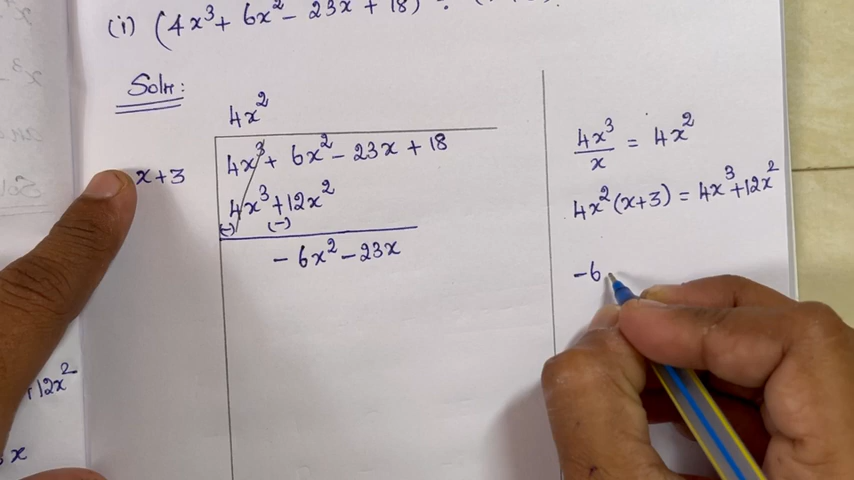 (i) (4x³ + 6x² - 23x + 18) ÷
Soln:
4x²
x+3
4x³ + 6x² - 23x + 18
4x³ + 12x²
(-) (-)
- 6x² - 23x
4x³/x = 4x²
4x²(x+3) = 4x³ + 12x²
-6
12x²
x